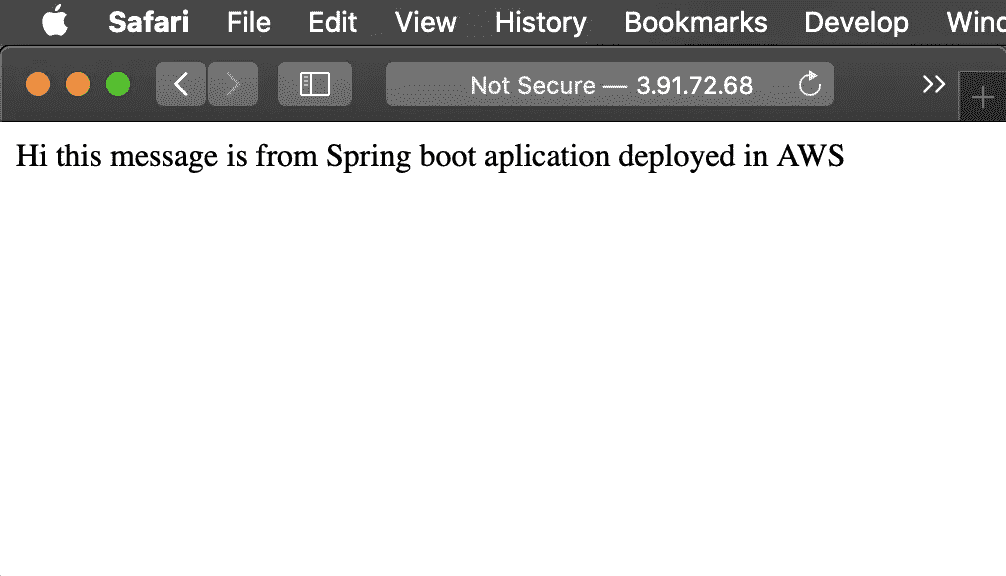 Safari File Edit View History Bookmarks Develop Wind
Not Secure — 3.91.72.68
Hi this message is from Spring boot aplication deployed in AWS